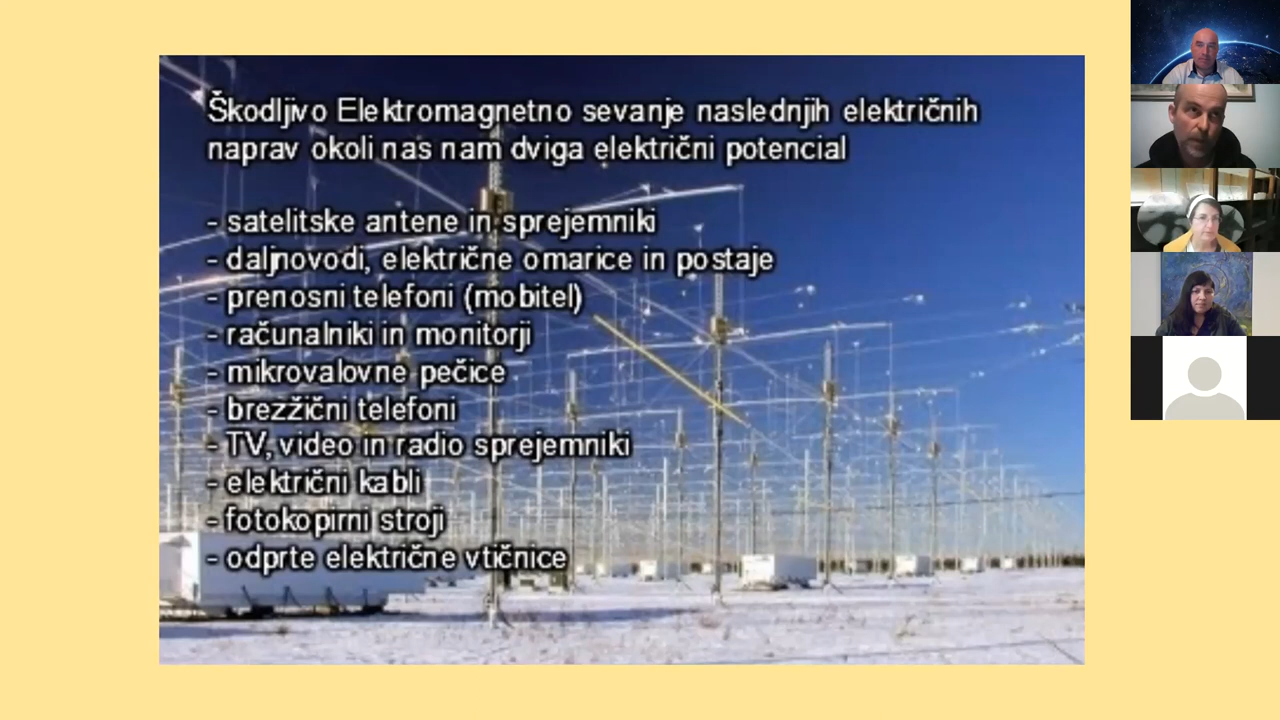 Škodljivo Elektromagnetno sevanje naslednjih električnih
naprav okoli nas nam dviga električni potencial
- satelitske antene in sprejemniki
- daljnovodi, električne omarice in postaje
- prenosni telefoni (mobitel)
- računalniki in monitorji
- mikrovalovne pečice
- brezžični telefoni
- TV, video in radio sprejemniki
- električni kabli
- fotokopirni stroji
- odprte električne vtičnice